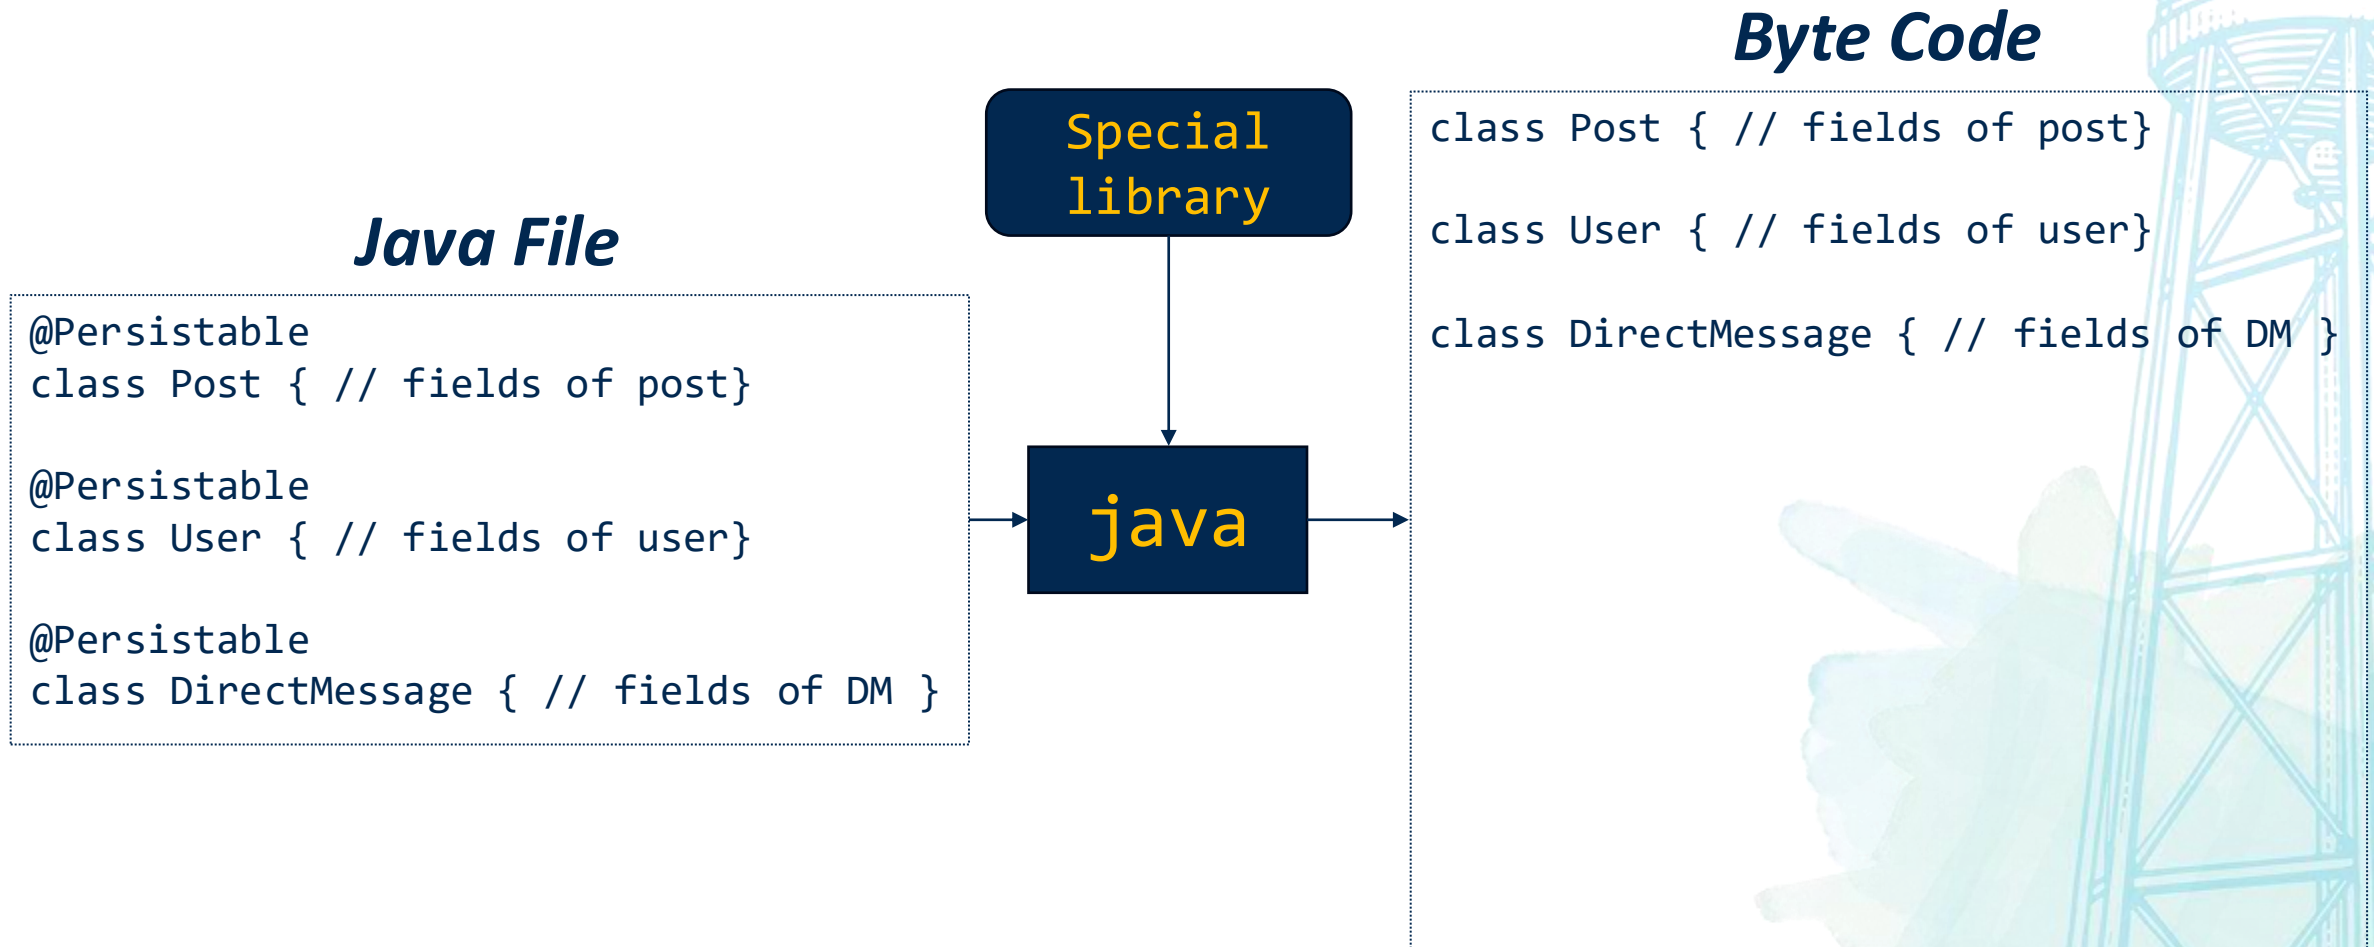 Java File
@Persistable
class Post { // fields of post}
@Persistable
class User { // fields of user}
@Persistable
class DirectMessage { // fields of DM }
Special
library
java
Byte Code
class Post { // fields of post}
class User { // fields of user}
class DirectMessage { // fields of DM }